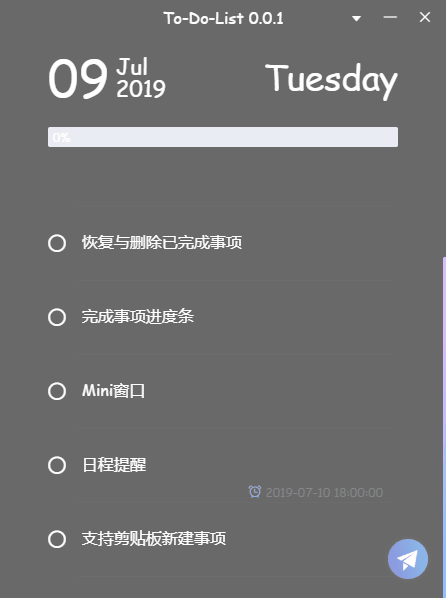 To-Do-List 0.0.1
09 Jul 2019 Tuesday
0%
恢复与删除已完成事项
完成事项进度条
Mini窗口
日程提醒
2019-07-10 18:00:00
支持剪贴板新建事项